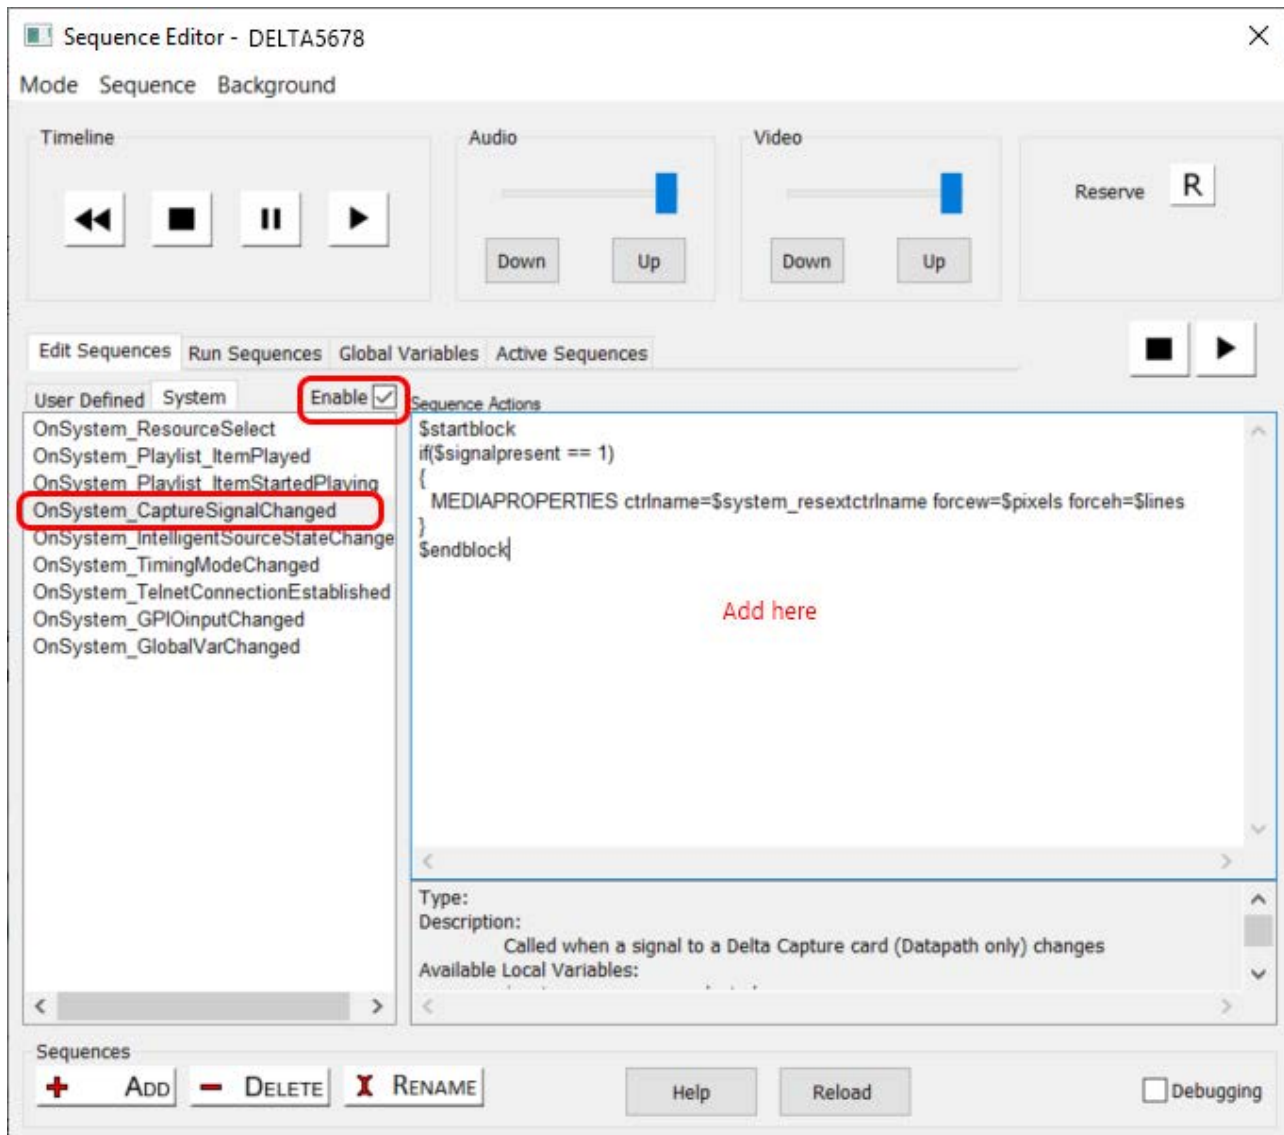 Sequence Editor - DELTA5678
Mode Sequence Background
Timeline
Audio
Video
Reserve R
Down Up
Down Up
Edit Sequences Run Sequences Global Variables Active Sequences
User Defined System Enable
OnSystem_ResourceSelect
OnSystem_Playlist_ItemPlayed
OnSystem_Playlist_ItemStartedPlaying
OnSystem_CaptureSignalChanged
OnSystem_IntelligentSourceStateChange
OnSystem_TimingModeChanged
OnSystem_TelnetConnectionEstablished
OnSystem_GPIOinputChanged
OnSystem_GlobalVarChanged
Sequence Actions
$startblock
if($signalpresent == 1)
{
MEDIAPROPERTIES ctrlname=$system_resextctrlname forcew=$pixels forceh=$lines
}
$endblock
Add here
Type:
Description:
Called when a signal to a Delta Capture card (Datapath only) changes
Available Local Variables:
Sequences
ADD DELETE RENAME
Help Reload Debugging